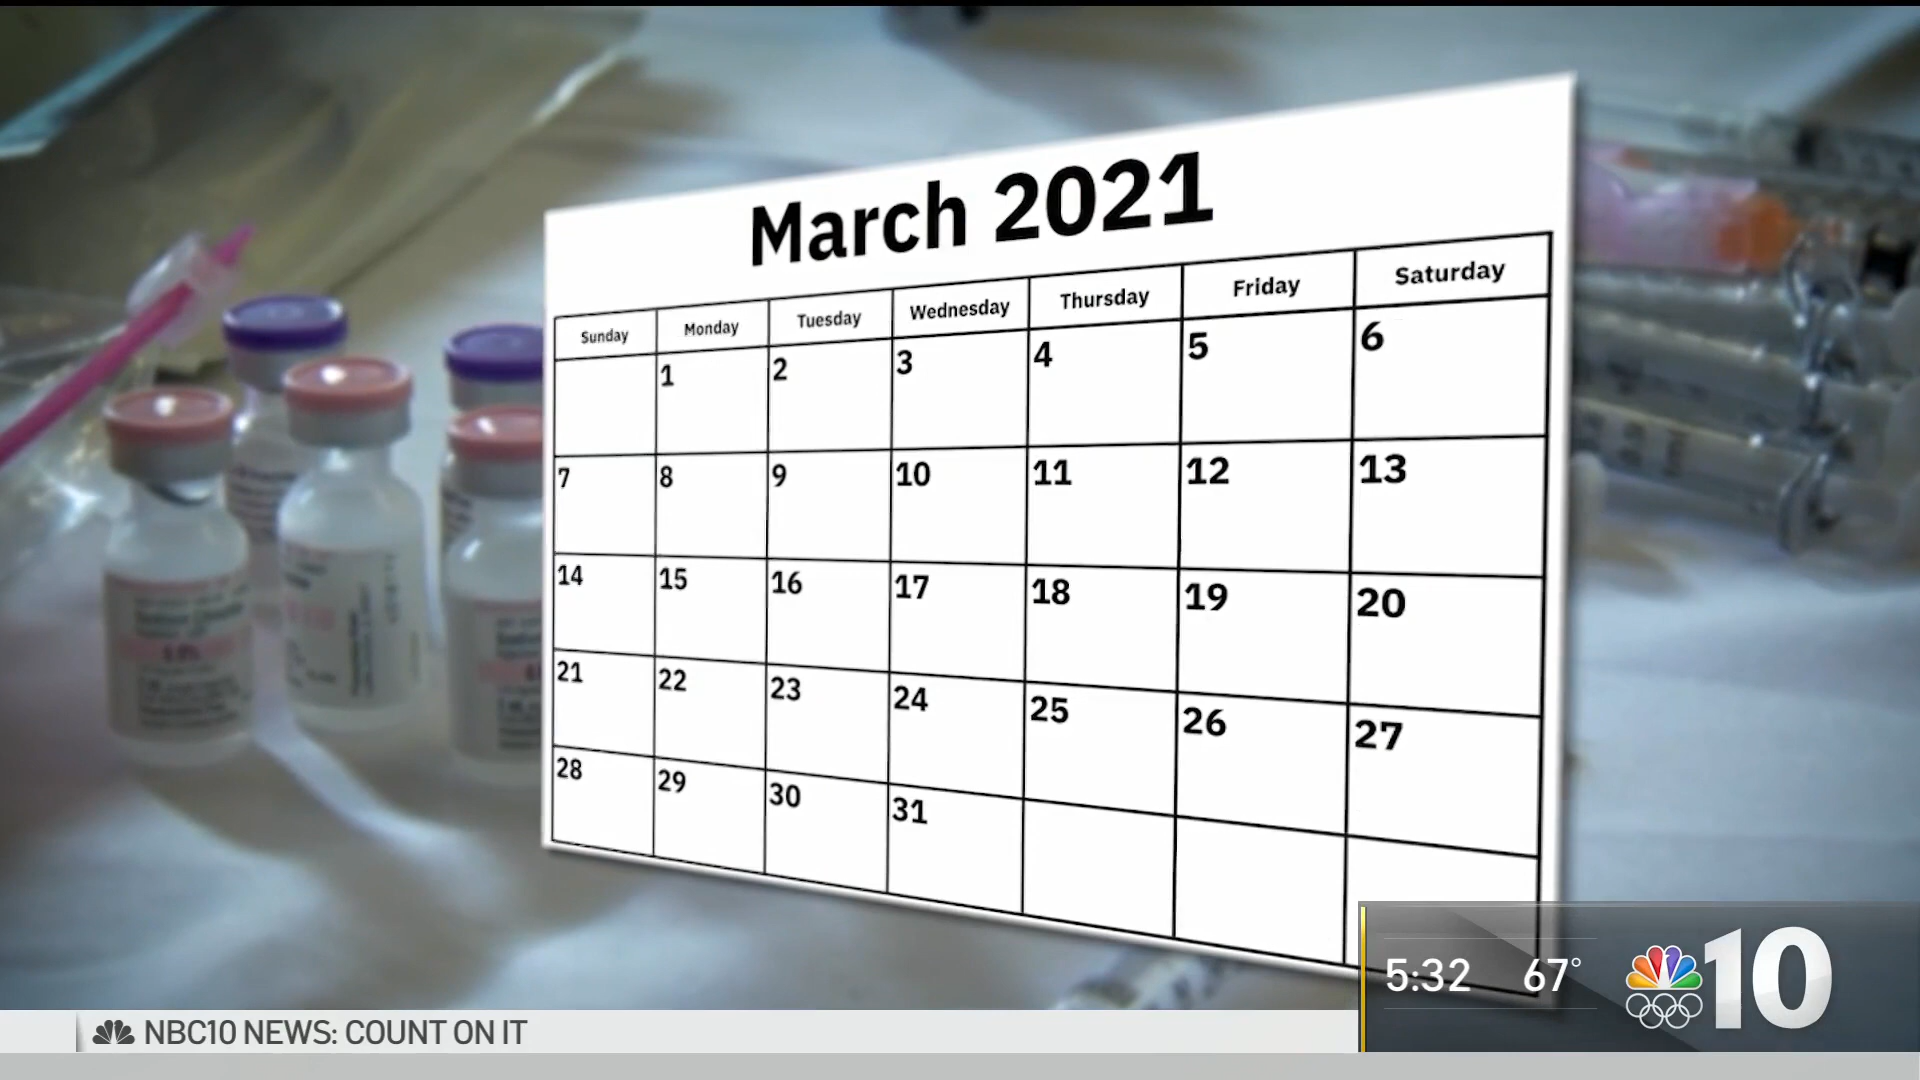 March 2021
Sunday Monday Tuesday Wednesday Thursday Friday Saturday
1 2 3 4 5 6
7 8 9 10 11 12 13
14 15 16 17 18 19 20
21 22 23 24 25 26 27
28 29 30 31
5:32 67° 10
NBC10 NEWS: COUNT ON IT